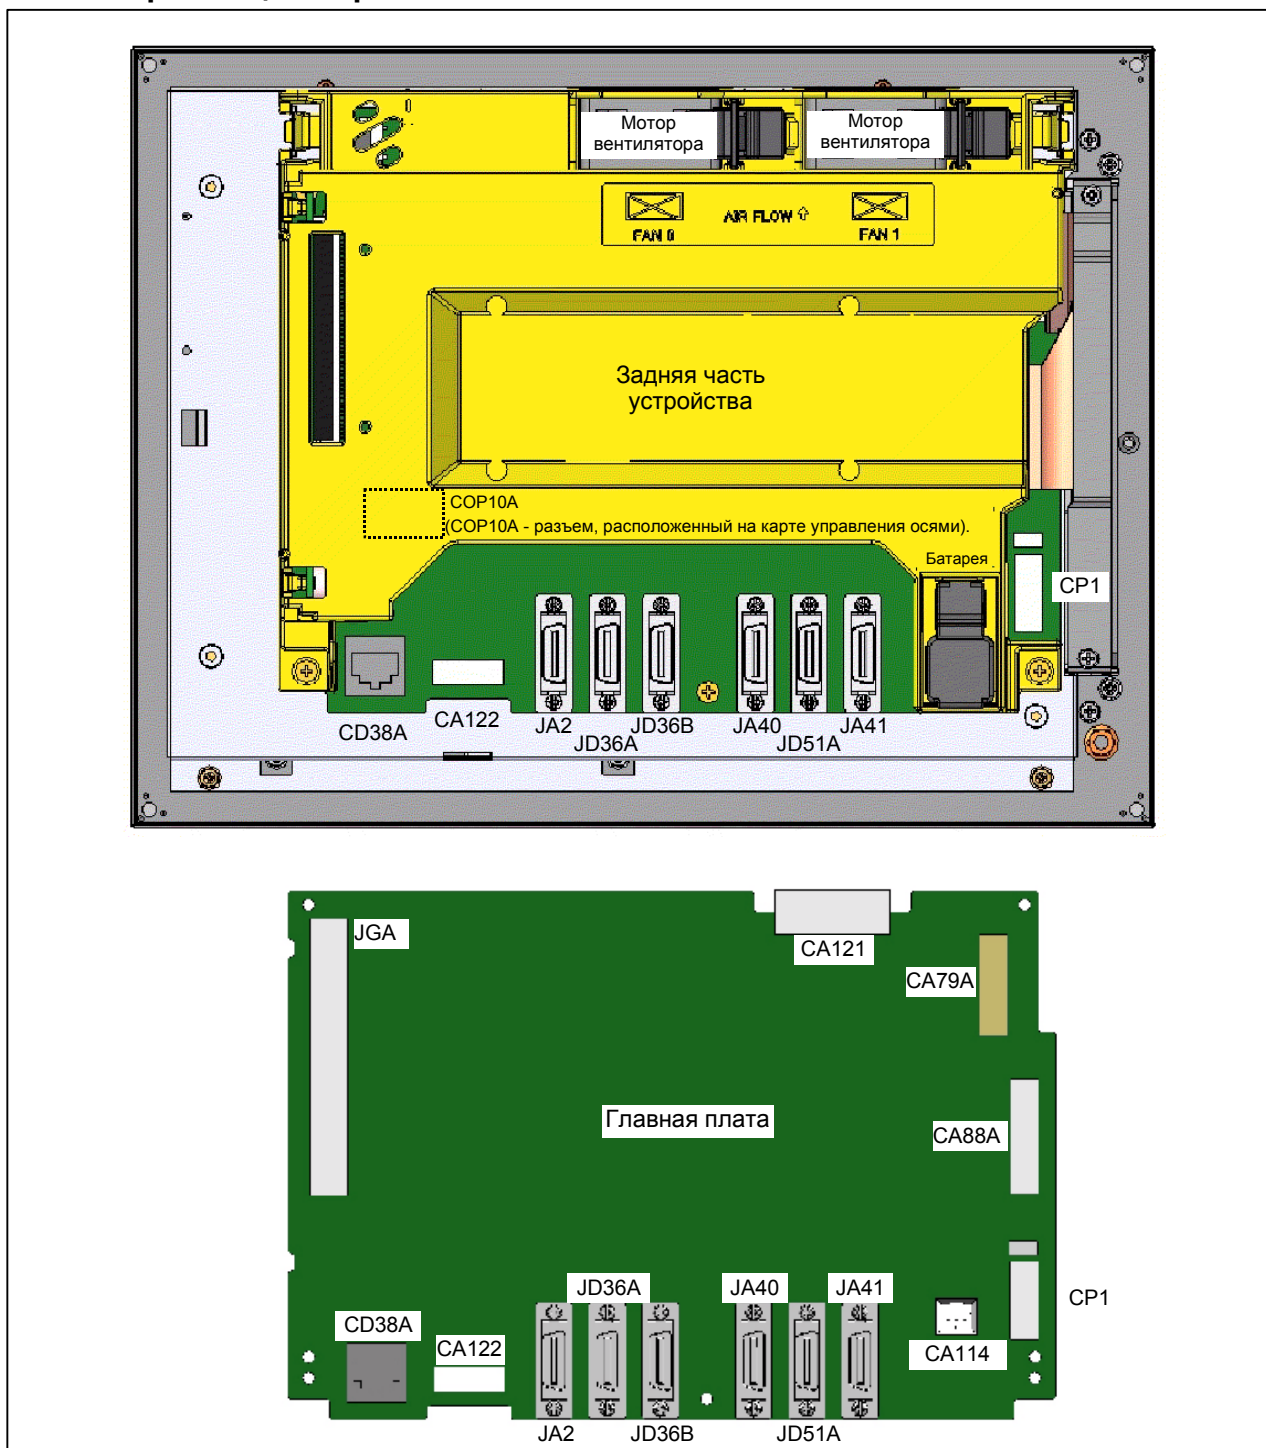 Мотор
вентилятора
Мотор
вентилятора
AIR FLOW
FAN 0
FAN 1
Задняя часть
устройства
COP10A
(COP10A - разъем, расположенный на карте управления осями).
Батарея
CP1
CD38A
CA122
JA2
JD36A
JD36B
JA40
JD51A
JA41
JGA
CA121
CA79A
Главная плата
CA88A
JD36A
JA40
JA41
CP1
CD38A
CA122
CA114
JA2
JD36B
JD51A